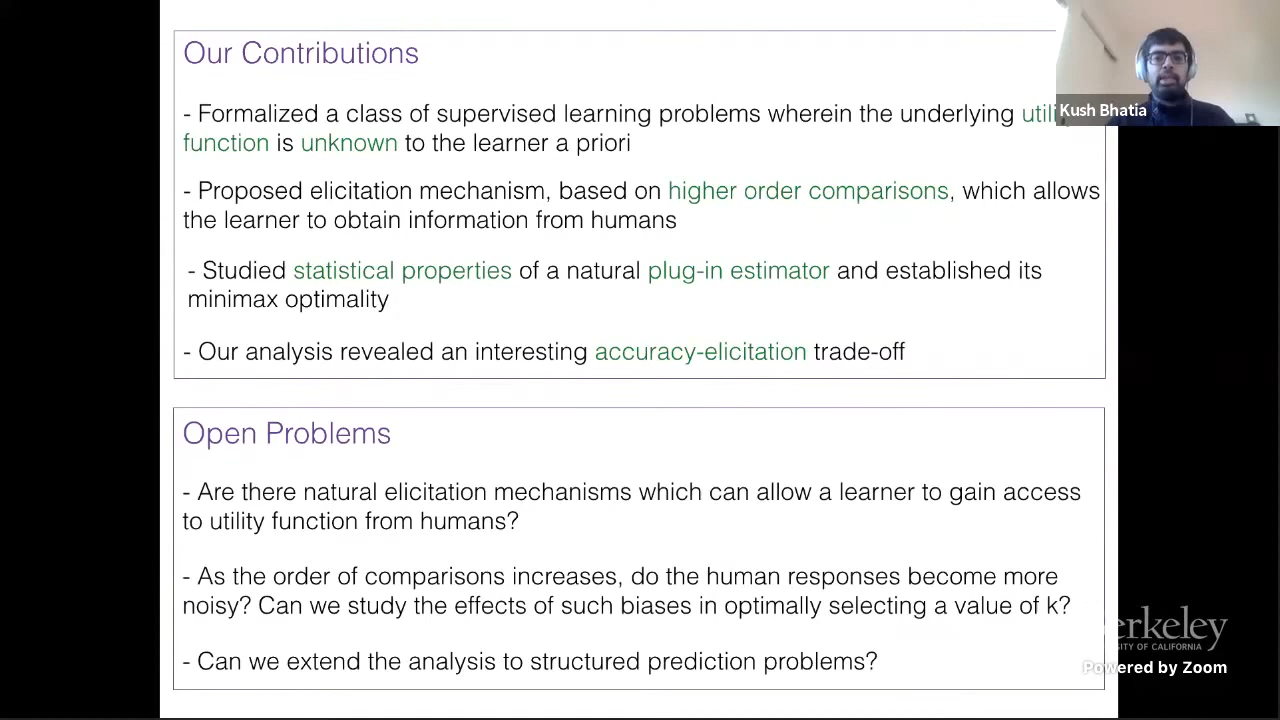 Our Contributions
- Formalized a class of supervised learning problems wherein the underlying
function is unknown to the learner a priori
- Proposed elicitation mechanism, based on higher order comparisons, which allows
the learner to obtain information from humans
- Studied statistical properties of a natural plug-in estimator and established its
minimax optimality
- Our analysis revealed an interesting accuracy-elicitation trade-off
Kush Bhatia
Open Problems
- Are there natural elicitation mechanisms which can allow a learner to gain access
to utility function from humans?
- As the order of comparisons increases, do the human responses become more
noisy? Can we study the effects of such biases in optimally selecting a value of k?
- Can we extend the analysis to structured prediction problems?
erkeley
SITY OF CALIFORNIA
Powered by Zoom